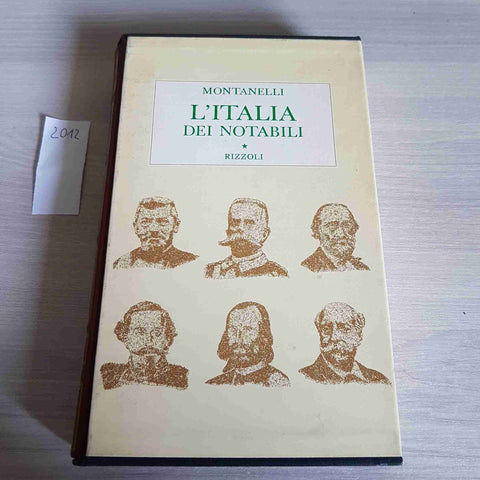 MONTANELLI
L'ITALIA
DEI NOTABILI
★
RIZZOLI
2012